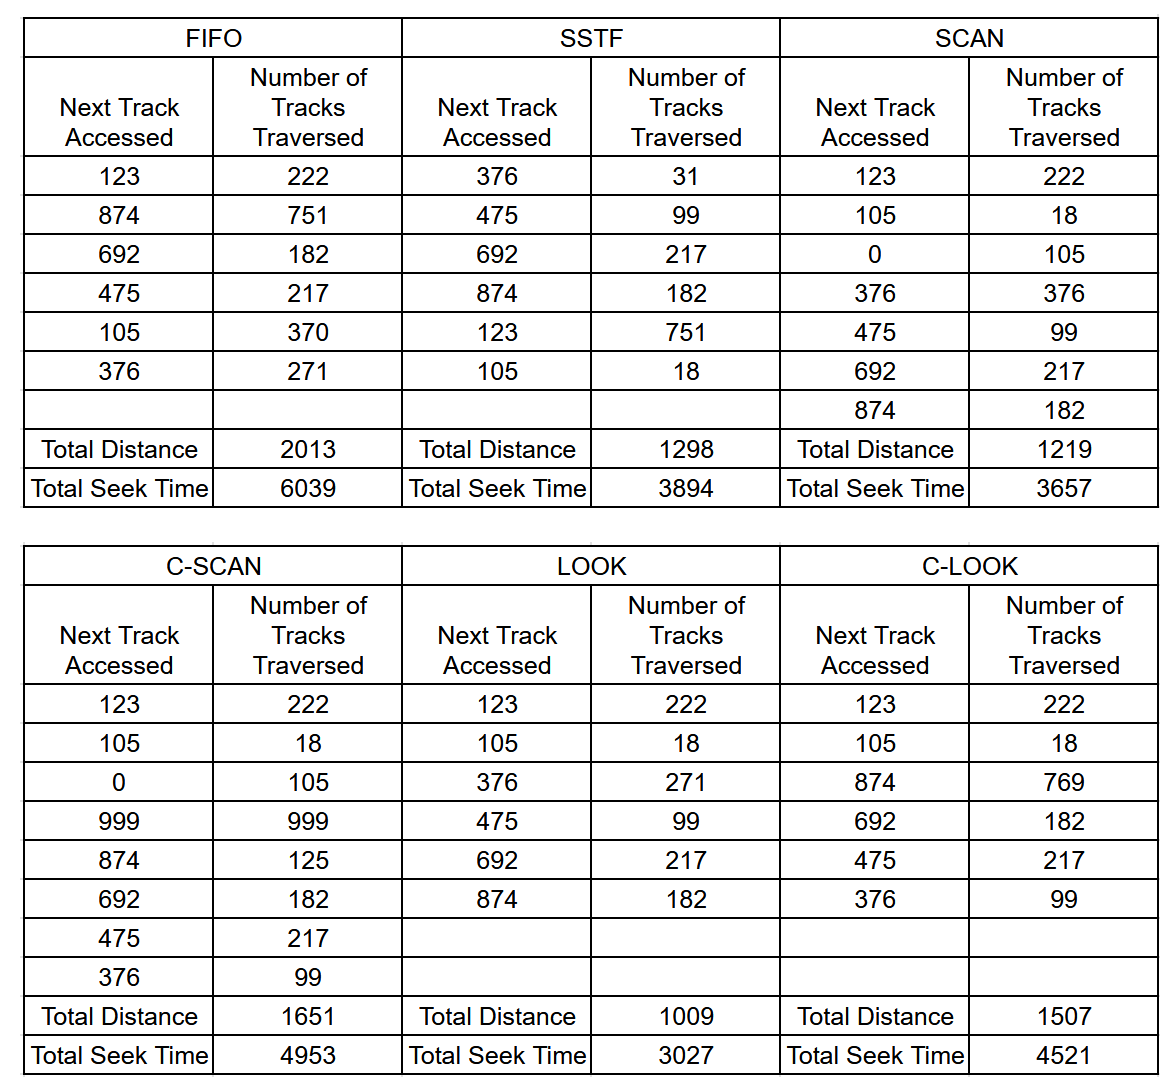 FIFO SSTF SCAN
Number of Number of Number of
Next Track Tracks Next Track Tracks Next Track Tracks
Accessed Traversed Accessed Traversed Accessed Traversed
123 222 376 31 123 222
874 751 475 99 105 18
692 182 692 217 0 105
475 217 874 182 376 376
105 370 123 751 475 99
376 271 105 18 692 217
874 182
Total Distance 2013 Total Distance 1298 Total Distance 1219
Total Seek Time 6039 Total Seek Time 3894 Total Seek Time 3657
C-SCAN LOOK C-LOOK
Number of Number of Number of
Next Track Tracks Next Track Tracks Next Track Tracks
Accessed Traversed Accessed Traversed Accessed Traversed
123 222 123 222 123 222
105 18 105 18 105 18
0 105 376 271 874 769
999 999 475 99 692 182
874 125 692 217 475 217
692 182 874 182 376 99
475 217
376 99
Total Distance 1651 Total Distance 1009 Total Distance 1507
Total Seek Time 4953 Total Seek Time 3027 Total Seek Time 4521